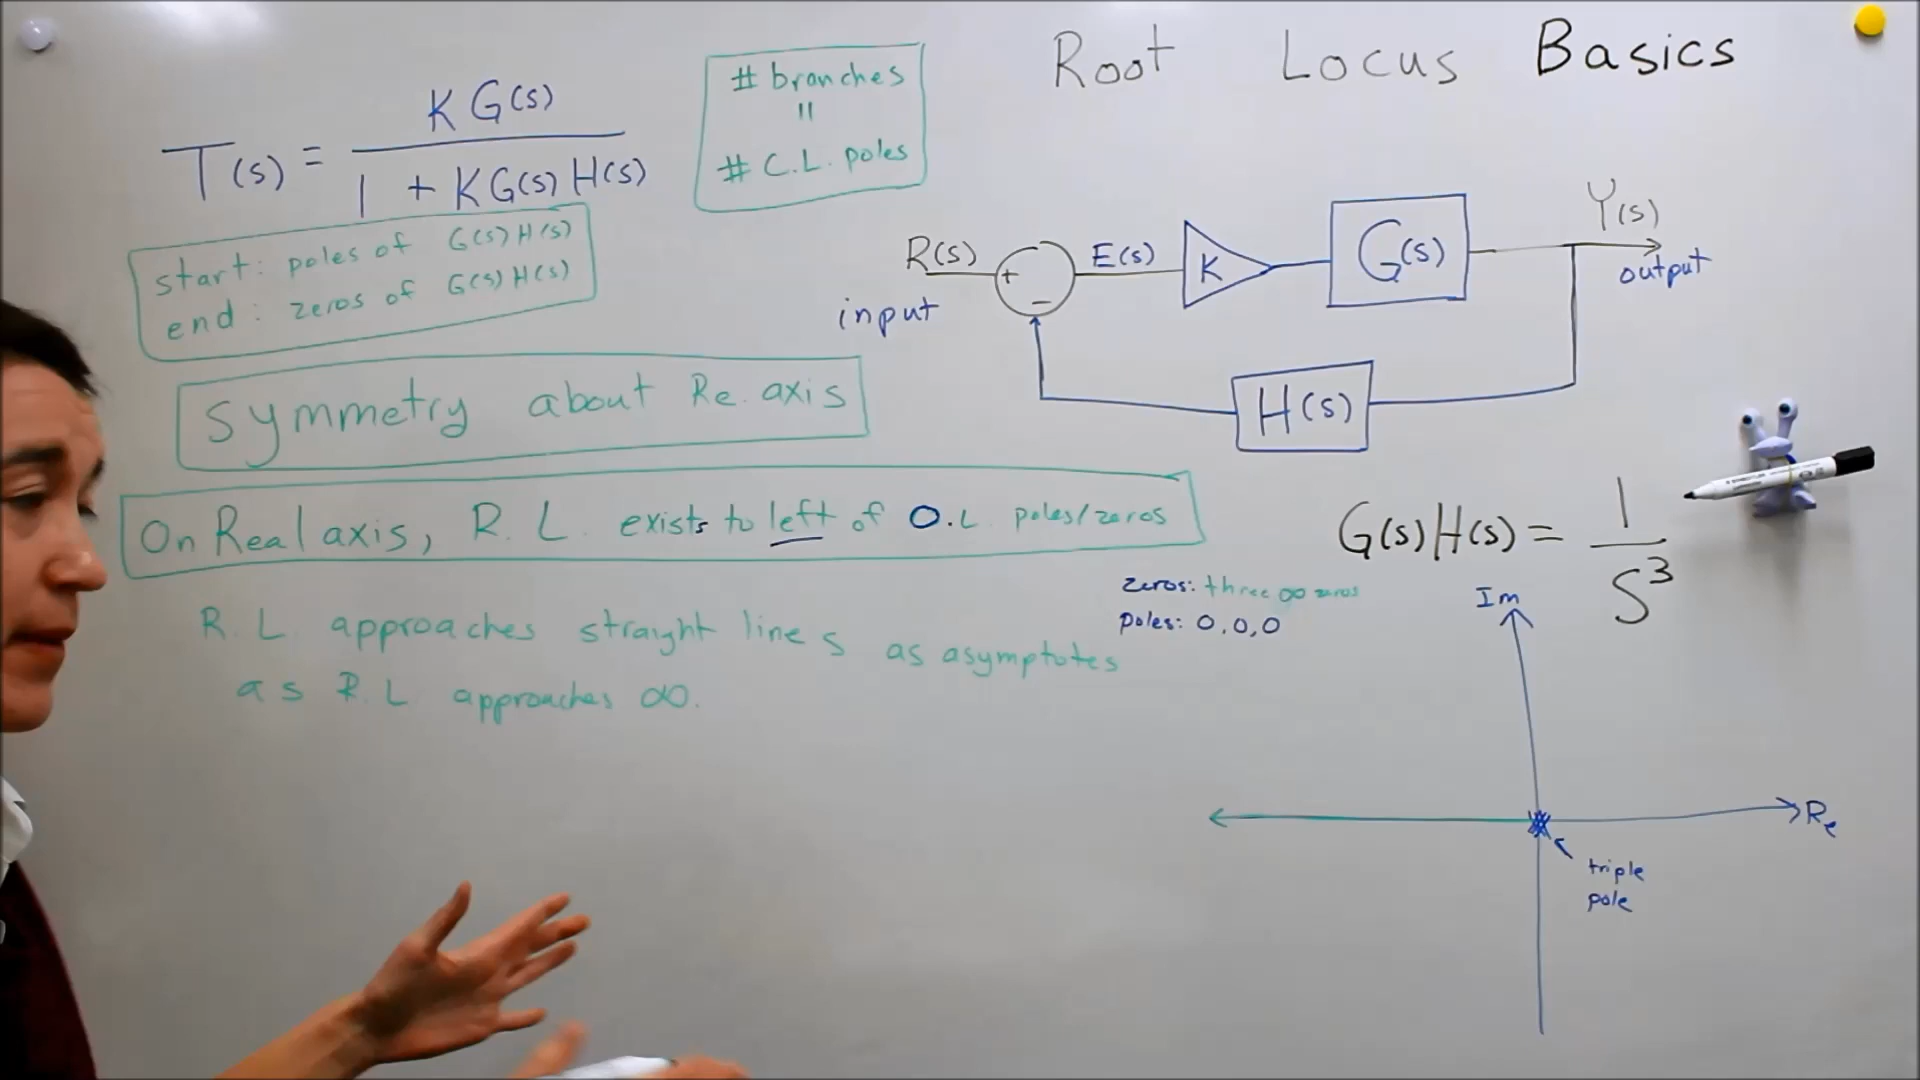 Root Locus Basics
T(s) = K G(s) / 1 + K G(s) H(s)
# branches
=
# C.L. poles
start: poles of G(s) H(s)
end: zeros of G(s) H(s)
Symmetry about Re. axis
On Real axis, R.L. exists to left of O.L. poles/zeros
R.L. approaches straight lines as asymptotes
as R.L approaches ∞.
R(s)
input
+
−
E(s)
K
G(s)
Y(s)
output
H(s)
G(s) H(s) = 1 / S³
zeros: three ∞ zeros
poles: 0, 0, 0
Im
Re
triple
pole